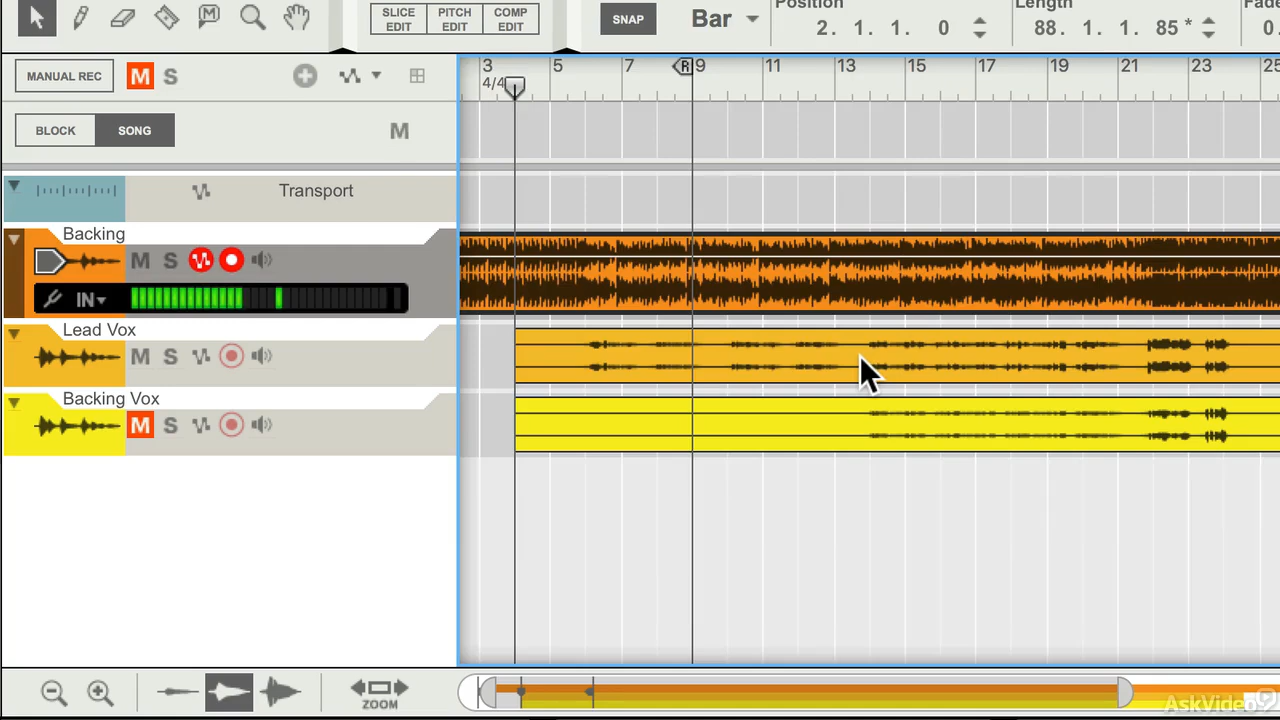 SLICE EDIT
PITCH EDIT
COMP EDIT
SNAP
Bar
Position
2. 1. 1. 0
Length
88. 1. 1. 85 *
Fade
0.
MANUAL REC
M S
3 5 7 R 9 11 13 15 17 19 21 23 25
4/4
BLOCK
SONG
M
Transport
Backing
M S
IN
Lead Vox
M S
Backing Vox
M S
ZOOM
AskVideo